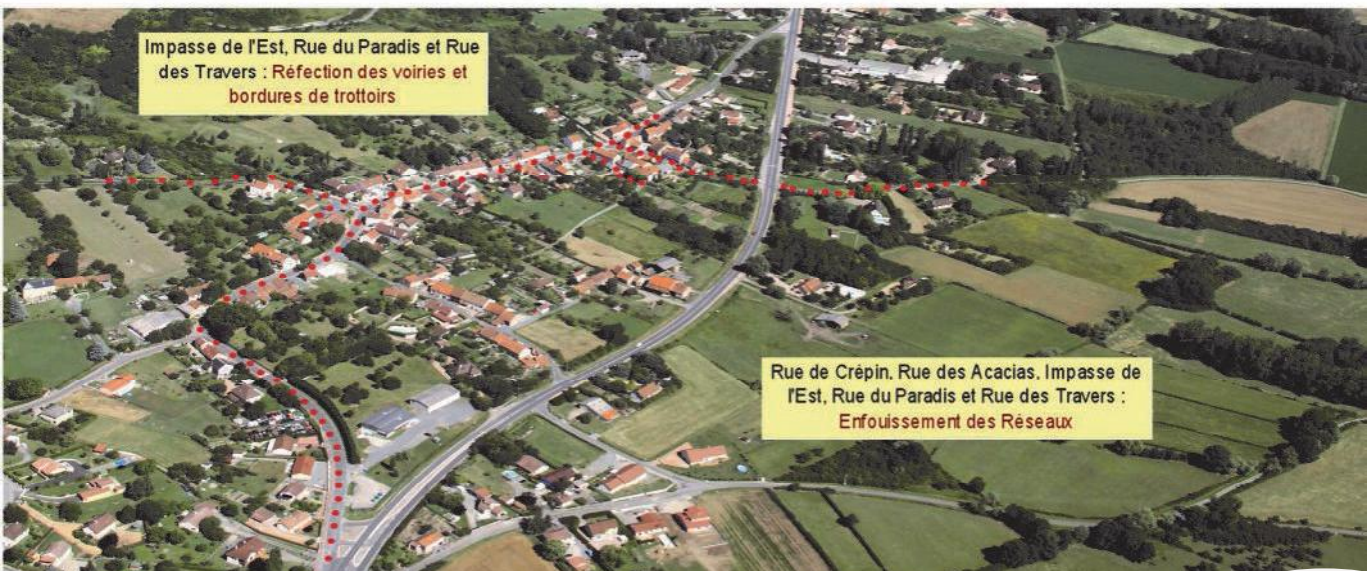 Impasse de l'Est, Rue du Paradis et Rue
des Travers : Réfection des voiries et
bordures de trottoirs
Rue de Crépin, Rue des Acacias, Impasse de
l'Est, Rue du Paradis et Rue des Travers :
Enfouissement des Réseaux